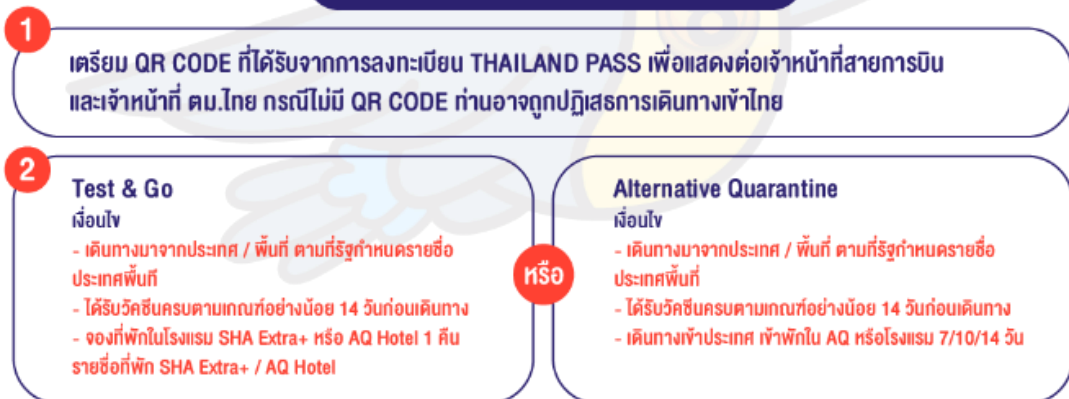 1
เตรียม QR CODE ที่ได้รับจากการลงทะเบียน THAILAND PASS เพื่อแสดงต่อเจ้าหน้าที่สายการบิน
และเจ้าหน้าที่ ตม.ไทย กรณีไม่มี QR CODE ท่านอาจถูกปฏิเสธการเดินทางเข้าไทย
2
Test & Go
เงื่อนไข
- เดินทางมาจากประเทศ / พื้นที่ ตามที่รัฐกำหนดรายชื่อ
ประเทศพื้นที่
- ได้รับวัคซีนครบตามเกณฑ์อย่างน้อย 14 วันก่อนเดินทาง
- จองที่พักในโรงแรม SHA Extra+ หรือ AQ Hotel 1 คืน
รายชื่อที่พัก SHA Extra+ / AQ Hotel
หรือ
Alternative Quarantine
เงื่อนไข
- เดินทางมาจากประเทศ / พื้นที่ ตามที่รัฐกำหนดรายชื่อ
ประเทศพื้นที่
- ได้รับวัคซีนครบตามเกณฑ์อย่างน้อย 14 วันก่อนเดินทาง
- เดินทางเข้าประเทศ เข้าพักใน AQ หรือโรงแรม 7/10/14 วัน